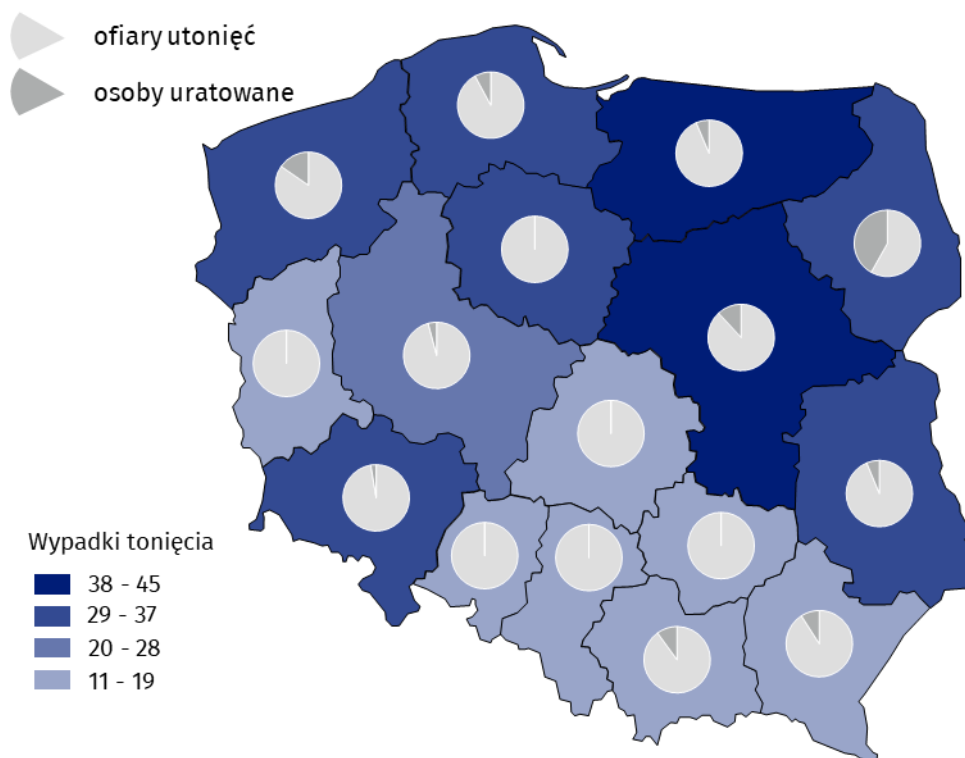 ofiary utonięć
osoby uratowane
Wypadki tonięcia
38 - 45
29 - 37
20 - 28
11 - 19